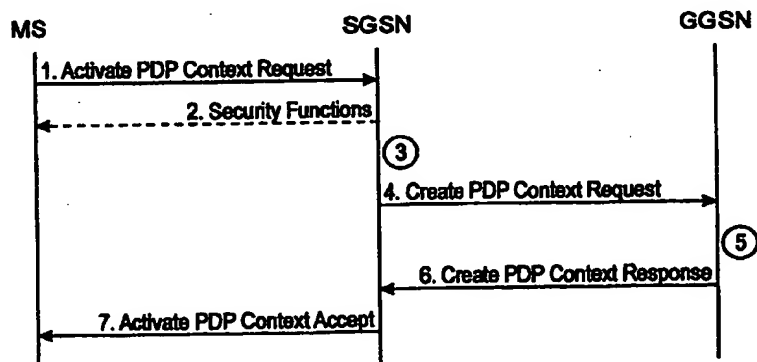 MS SGSN GGSN
1. Activate PDP Context Request
2. Security Functions
3
4. Create PDP Context Request
5
6. Create PDP Context Response
7. Activate PDP Context Accept